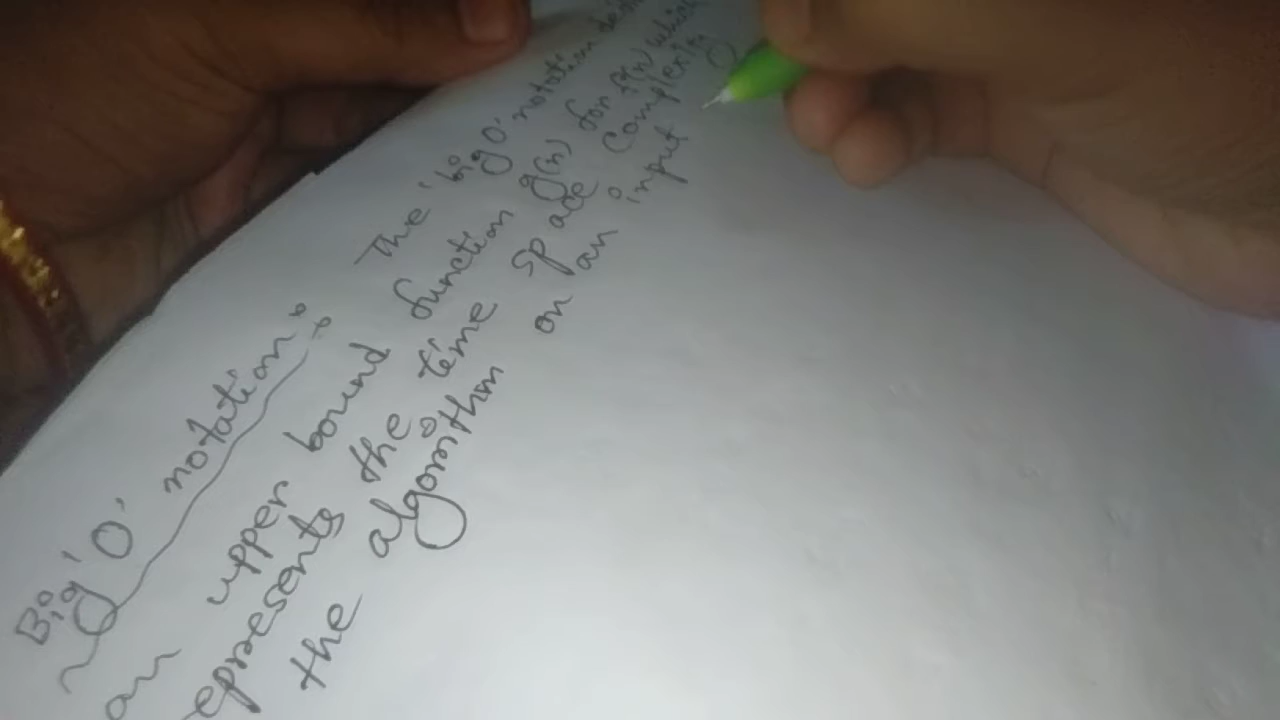 Big 'O' notation :
The 'big O' notation
an upper bound function g(n) for f(n) which
epresents the time space complexity
the algorithm on an input